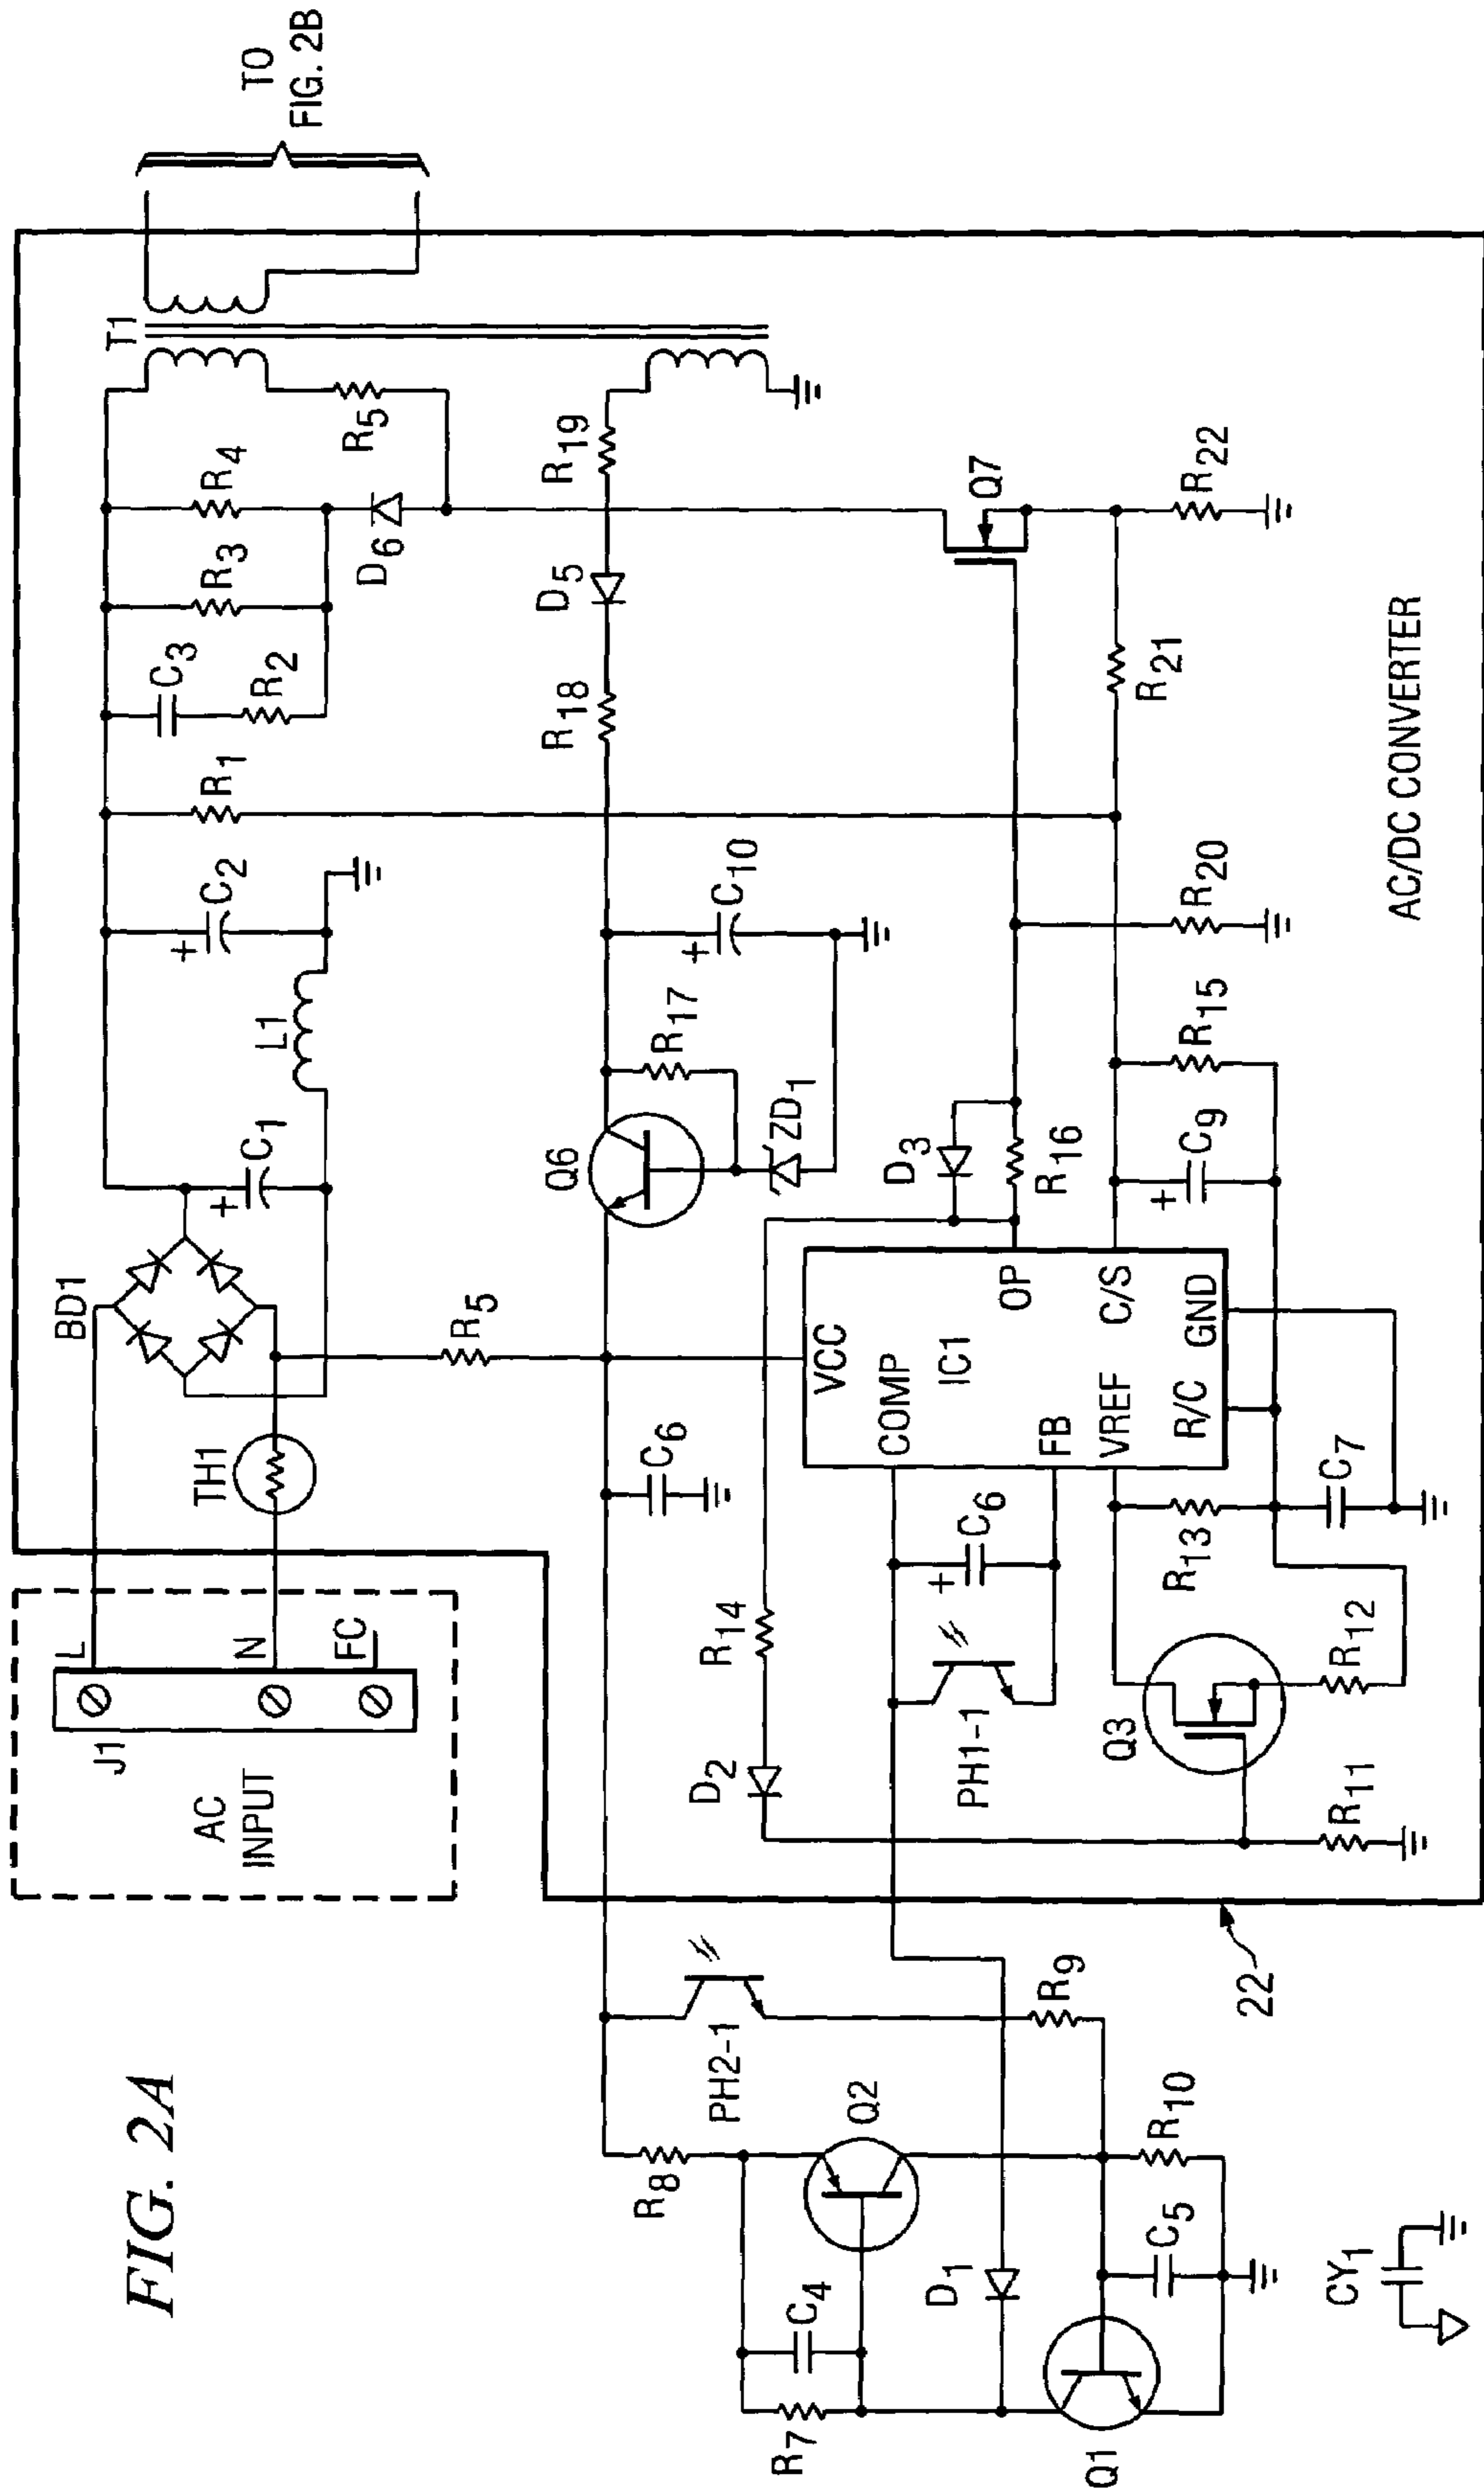 FIG. 2A
AC
INPUT
J1
L
N
FC
TH1
BD1
C1
+
L1
C2
+
R1
C3
R2
R3
R4
D6
R5
T1
TO
FIG. 2B
R5
C6
Q6
R17
ZD1
C10
+
R18
D5
R19
Q7
R22
R21
R20
D3
R16
R15
C9
+
VCC
COMP
IC1
OP
FB
C/S
VREF
R/C
GND
C6
+
R14
D2
PH1-1
Q3
R13
C7
R12
R11
AC/DC CONVERTER
22
PH2-1
R9
R8
Q2
R10
C4
R7
D1
C5
Q1
CY1